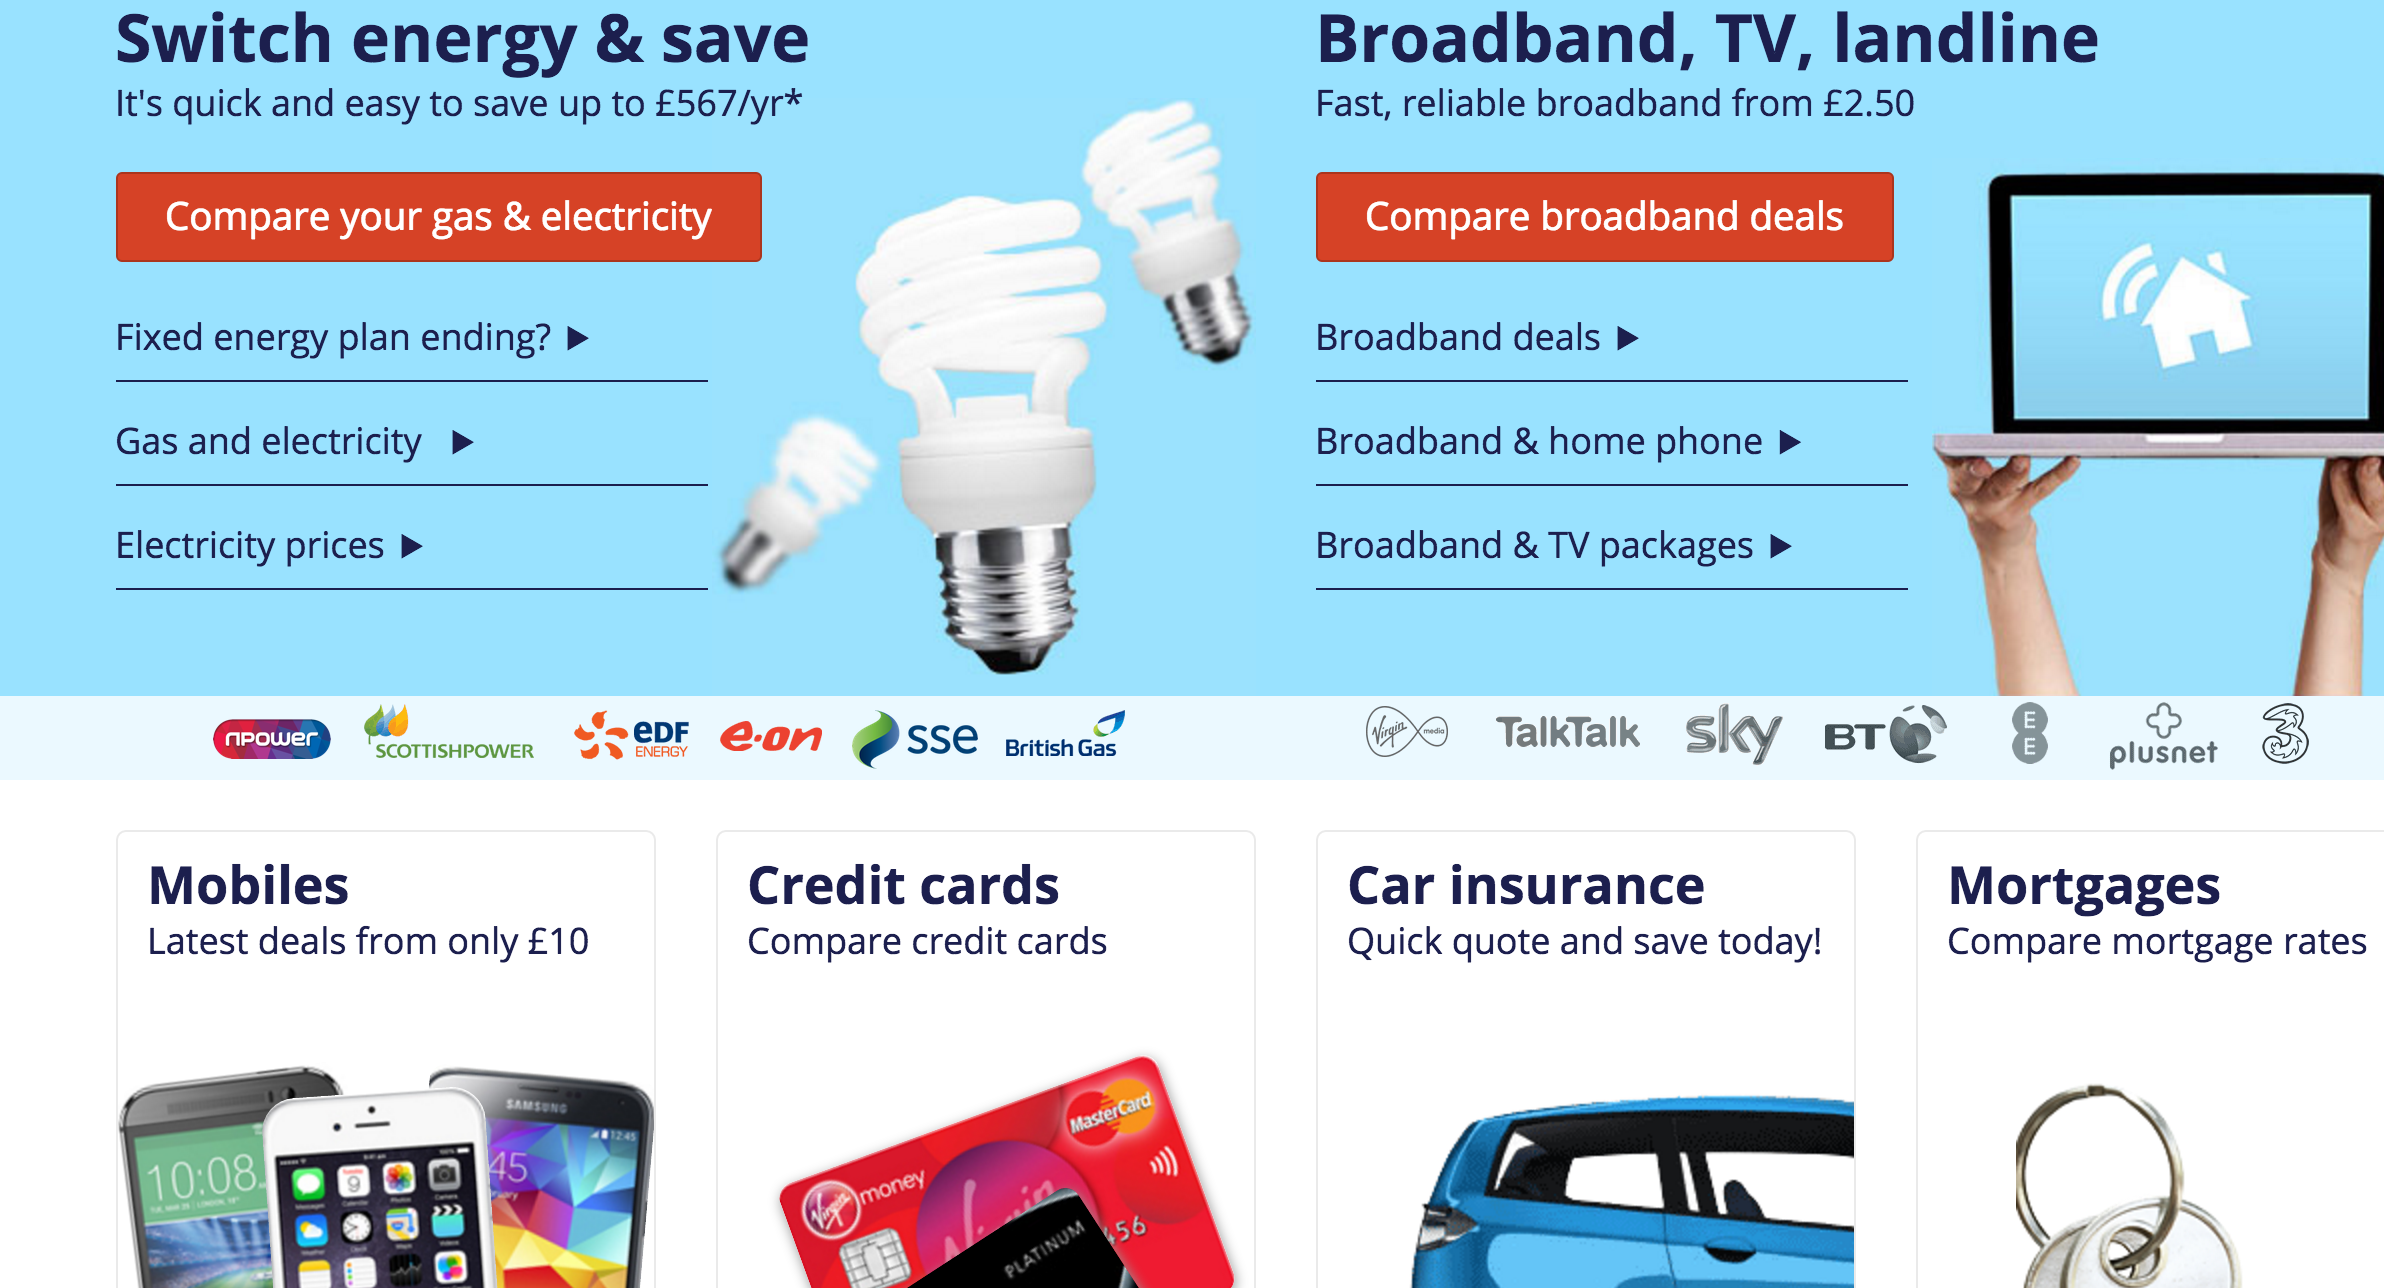 Switch energy & save
It's quick and easy to save up to £567/yr*
Compare your gas & electricity
Fixed energy plan ending?
Gas and electricity
Electricity prices
Broadband, TV, landline
Fast, reliable broadband from £2.50
Compare broadband deals
Broadband deals
Broadband & home phone
Broadband & TV packages
npower
SCOTTISHPOWER
eDF
ENERGY
e·on
sse
British Gas
Virgin media
TalkTalk
sky
BT
EE
plusnet
3
Mobiles
Latest deals from only £10
10:08
SAMSUNG
12:45
45
Credit cards
Compare credit cards
MasterCard
Virgin money
Virgin
456
PLATINUM
Car insurance
Quick quote and save today!
Mortgages
Compare mortgage rates